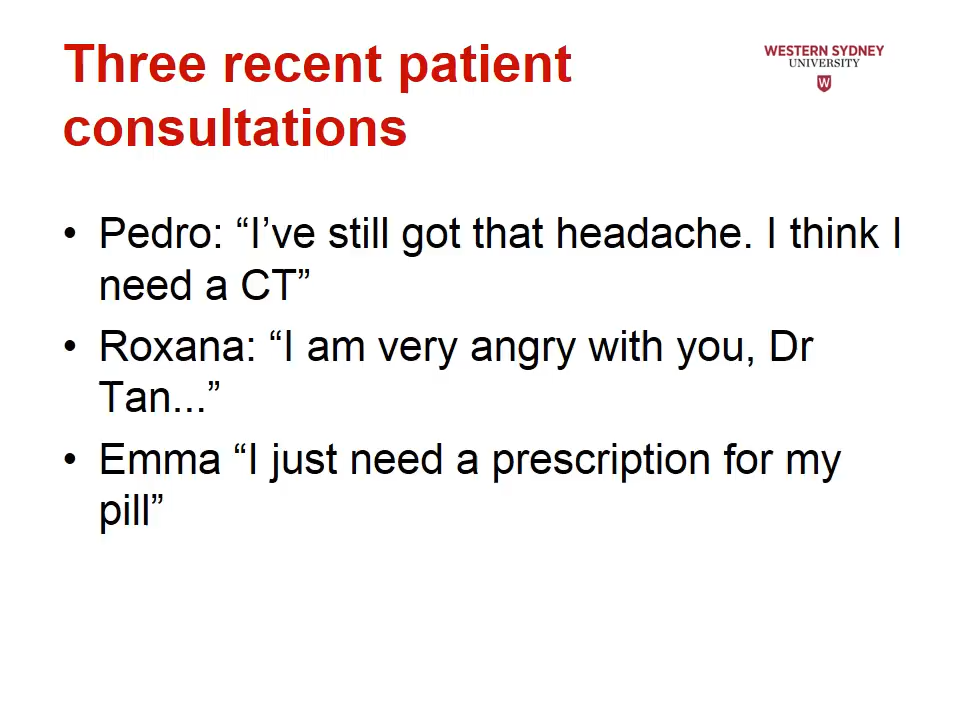 Three recent patient
consultations
WESTERN SYDNEY
UNIVERSITY
W
• Pedro: “I’ve still got that headache. I think I
need a CT”
• Roxana: “I am very angry with you, Dr
Tan...”
• Emma “I just need a prescription for my
pill”